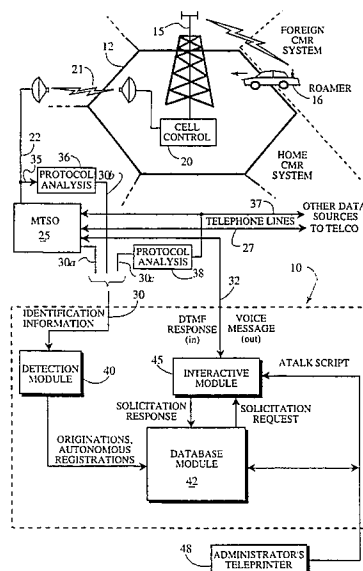 15
FOREIGN
CMR
SYSTEM
12
21
ROAMER
16
CELL
CONTROL
20
22
35
36
30b
PROTOCOL
ANALYSIS
HOME CMR
SYSTEM
37
MTSO
25
TELEPHONE LINES
27
OTHER DATA
SOURCES
TO TELCO
30a
30c
PROTOCOL
ANALYSIS
38
32
10
30
IDENTIFICATION
INFORMATION
DTMF
RESPONSE
(in)
VOICE
MESSAGE
(out)
DETECTION
MODULE
40
45
INTERACTIVE
MODULE
ATALK SCRIPT
SOLICITATION
RESPONSE
SOLICITATION
REQUEST
ORIGINATIONS,
AUTONOMOUS
REGISTRATIONS
DATABASE
MODULE
42
48
ADMINISTRATOR'S
TELEPRINTER